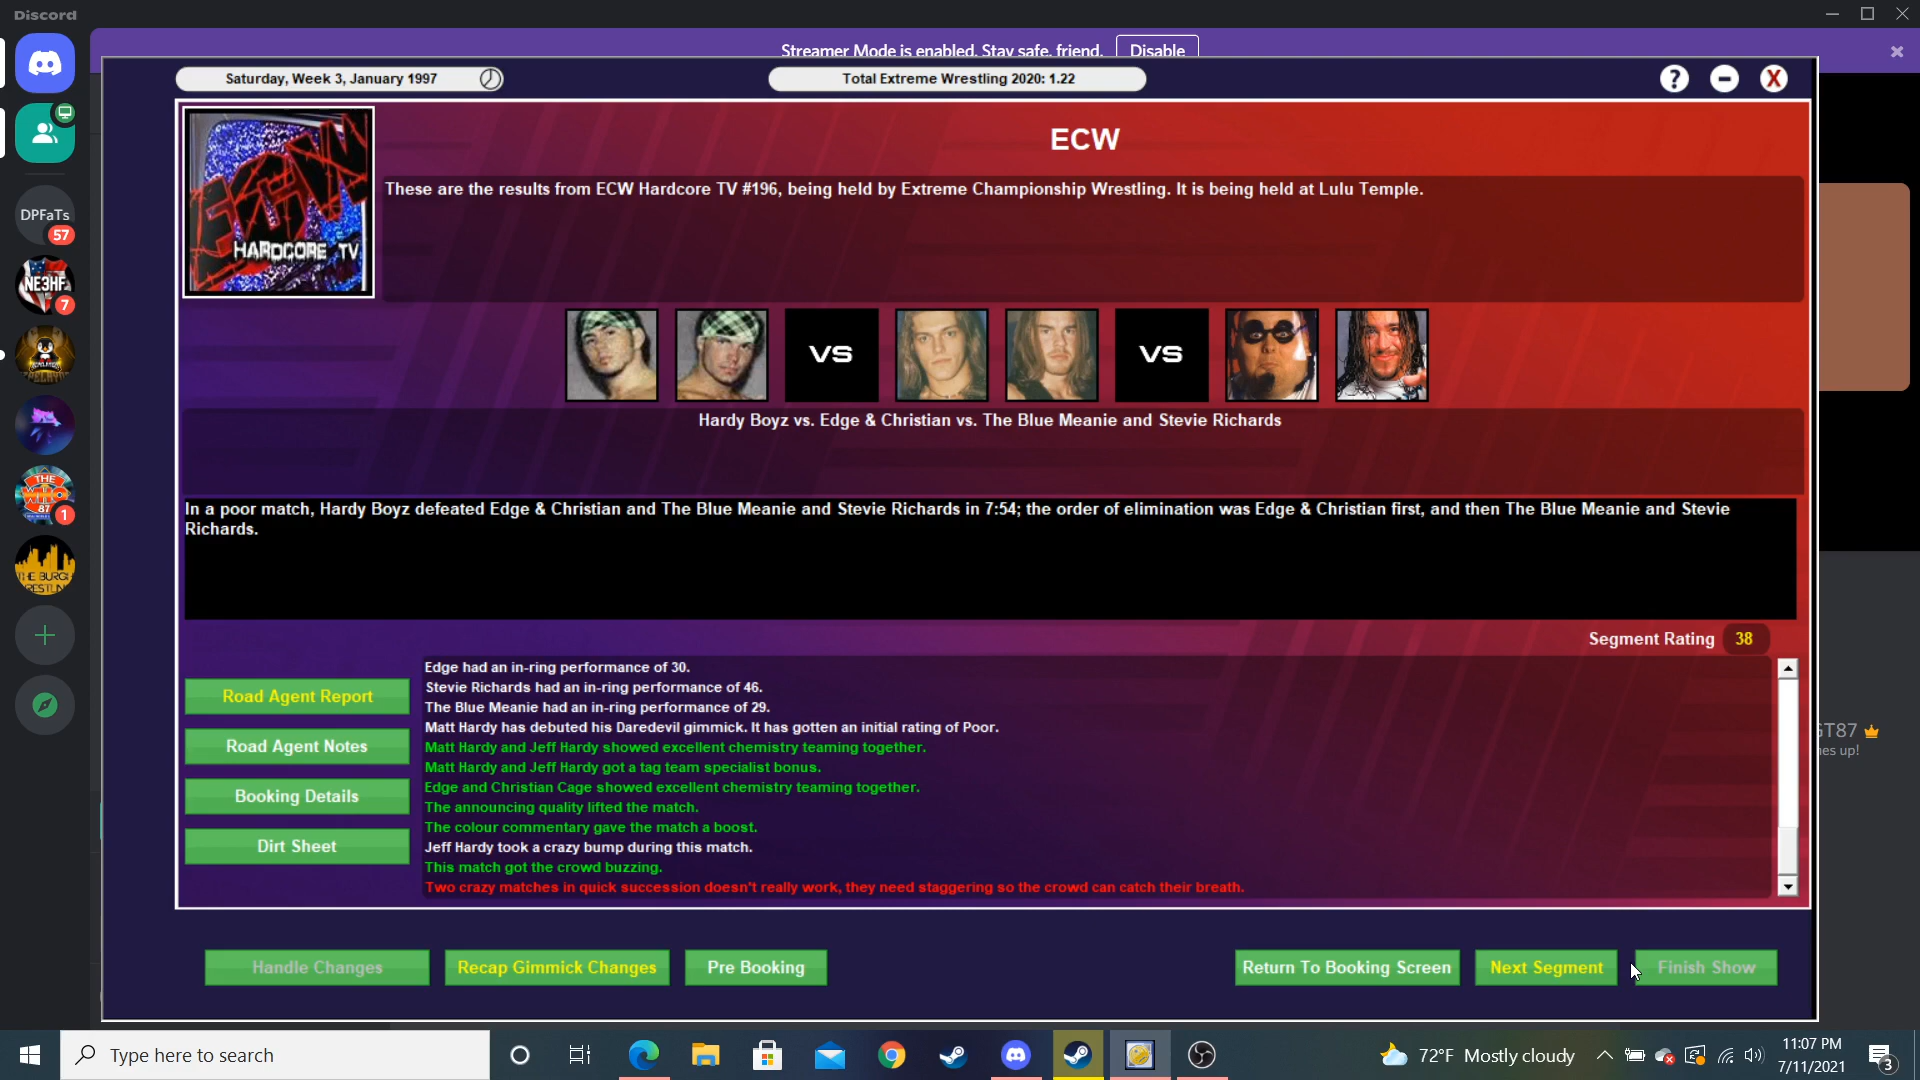 Discord
Streamer Mode is enabled. Stay safe, friend. Disable
Saturday, Week 3, January 1997
Total Extreme Wrestling 2020: 1.22
? - X
HARDCORE TV
ECW
These are the results from ECW Hardcore TV #196, being held by Extreme Championship Wrestling. It is being held at Lulu Temple.
DPFaTs
57
NE3HF
7
VS VS
Hardy Boyz vs. Edge & Christian vs. The Blue Meanie and Stevie Richards
THE WHO
87
1
In a poor match, Hardy Boyz defeated Edge & Christian and The Blue Meanie and Stevie Richards in 7:54; the order of elimination was Edge & Christian first, and then The Blue Meanie and Stevie
Richards.
THE BURGH
Segment Rating 38
Road Agent Report
Road Agent Notes
Booking Details
Dirt Sheet
Edge had an in-ring performance of 30.
Stevie Richards had an in-ring performance of 46.
The Blue Meanie had an in-ring performance of 29.
Matt Hardy has debuted his Daredevil gimmick. It has gotten an initial rating of Poor.
Matt Hardy and Jeff Hardy showed excellent chemistry teaming together.
Matt Hardy and Jeff Hardy got a tag team specialist bonus.
Edge and Christian Cage showed excellent chemistry teaming together.
The announcing quality lifted the match.
The colour commentary gave the match a boost.
Jeff Hardy took a crazy bump during this match.
This match got the crowd buzzing.
Two crazy matches in quick succession doesn't really work, they need staggering so the crowd can catch their breath.
GT87
es up!
Handle Changes
Recap Gimmick Changes
Pre Booking
Return To Booking Screen
Next Segment
Finish Show
Type here to search
72°F Mostly cloudy
11:07 PM
7/11/2021
3